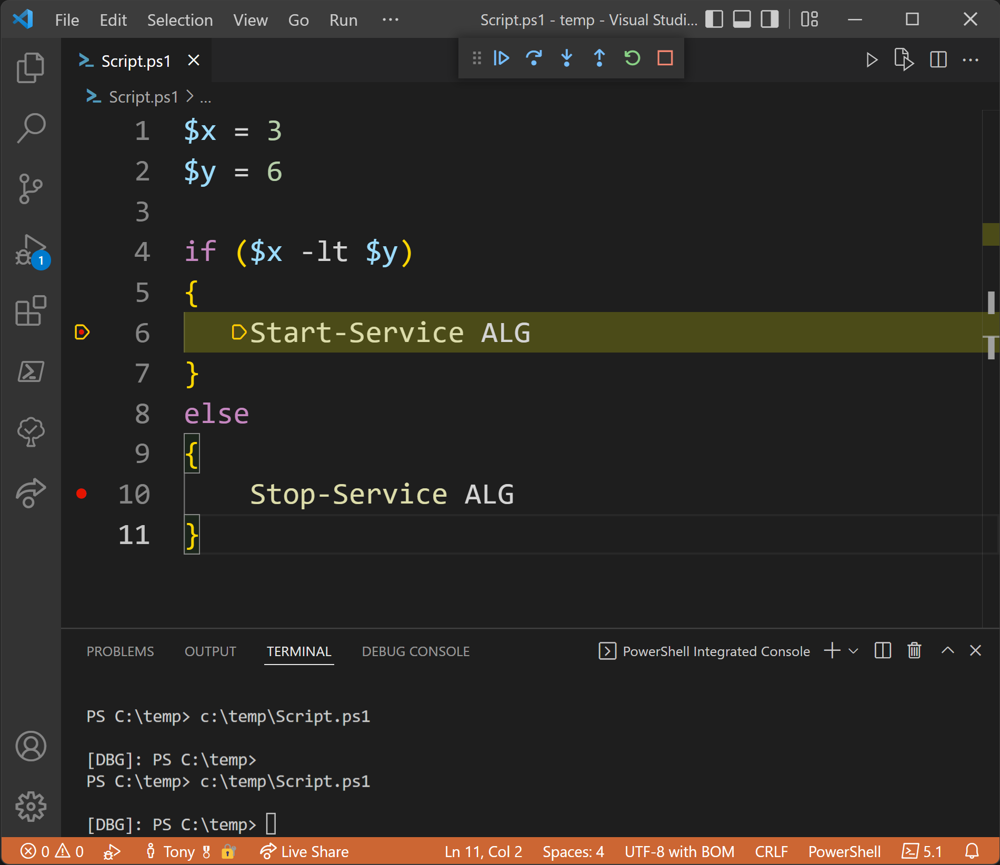 File Edit Selection View Go Run ··· Script.ps1 - temp - Visual Studi...
Script.ps1
Script.ps1 > ...
1 $x = 3
2 $y = 6
3
4 if ($x -lt $y)
5 {
6 Start-Service ALG
7 }
8 else
9 {
10 Stop-Service ALG
11 }
1
PROBLEMS OUTPUT TERMINAL DEBUG CONSOLE PowerShell Integrated Console
PS C:\temp> c:\temp\Script.ps1
[DBG]: PS C:\temp>
PS C:\temp> c:\temp\Script.ps1
[DBG]: PS C:\temp>
0 0 Tony Live Share Ln 11, Col 2 Spaces: 4 UTF-8 with BOM CRLF PowerShell 5.1